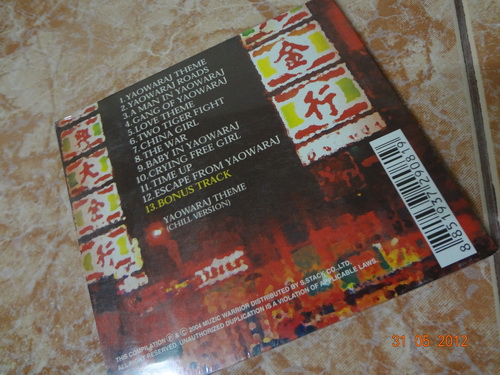 1.YAOWARAJ THEME
2.YAOWARAJ ROADS
3.A MAN IN YAOWARAJ
4.GANG OF YAOWARAJ
5.LOVE THEME
6.TWO TIGER FIGHT
7.CHINA GIRL
8.THE WAR
9.BABY IN YAOWARAJ
10.CRYING FREE GIRL
11.TIME UP
12.ESCAPE FROM YAOWARAJ
13.BONUS TRACK
YAOWARAJ THEME
(CHILL VERSION)
金
行
大
金
行
THIS COMPILATION ℗ & © 2004 MUZIC WARRIOR DISTRIBUTED BY G.STACK CO.,LTD.
ALL RIGHT RESERVED. UNAUTHORIZED DUPLICATION IS A VIOLATION OF APPLICABLE LAWS.
31 05 2012